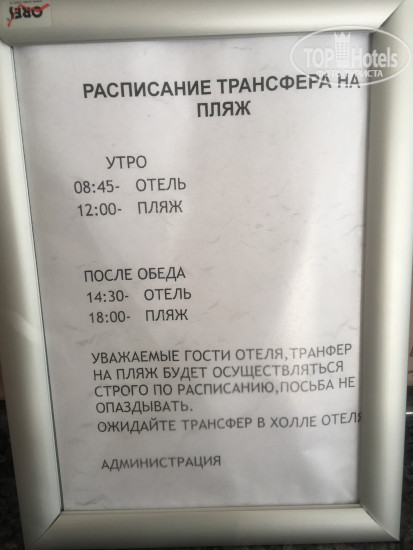 ORES
TOPHotels
РАСПИСАНИЕ ТРАНСФЕРА НА
ПЛЯЖ
УТРО
08:45- ОТЕЛЬ
12:00- ПЛЯЖ
ПОСЛЕ ОБЕДА
14:30- ОТЕЛЬ
18:00- ПЛЯЖ
УВАЖАЕМЫЕ ГОСТИ ОТЕЛЯ,ТРАНФЕР
НА ПЛЯЖ БУДЕТ ОСУЩЕСТВЛЯТЬСЯ
СТРОГО ПО РАСПИСАНИЮ,ПОСЬБА НЕ
ОПАЗДЫВАТЬ.
ОЖИДАЙТЕ ТРАНСФЕР В ХОЛЛЕ ОТЕЛЯ
АДМИНИСТРАЦИЯ